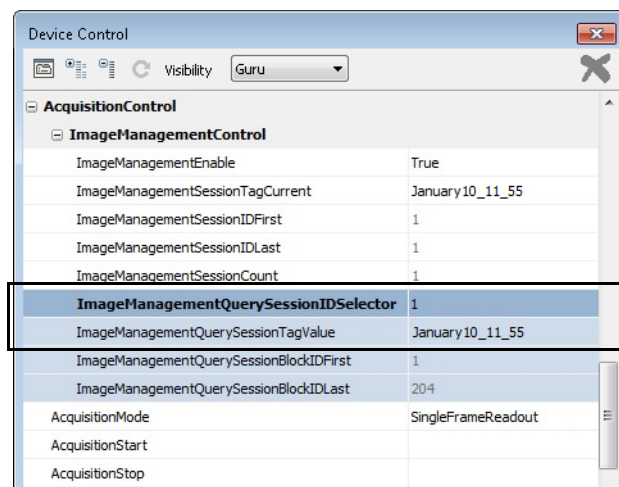 Device Control
Visibility Guru
AcquisitionControl
ImageManagementControl
ImageManagementEnable True
ImageManagementSessionTagCurrent January10_11_55
ImageManagementSessionIDFirst 1
ImageManagementSessionIDLast 1
ImageManagementSessionCount 1
ImageManagementQuerySessionIDSelector 1
ImageManagementQuerySessionTagValue January10_11_55
ImageManagementQuerySessionBlockIDFirst 1
ImageManagementQuerySessionBlockIDLast 204
AcquisitionMode SingleFrameReadout
AcquisitionStart
AcquisitionStop